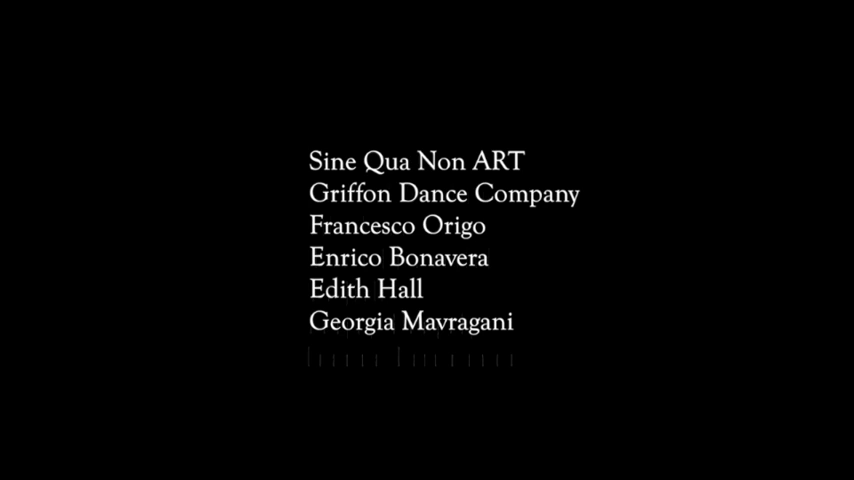 Sine Qua Non ART
Griffon Dance Company
Francesco Origo
Enrico Bonavera
Edith Hall
Georgia Mavragani